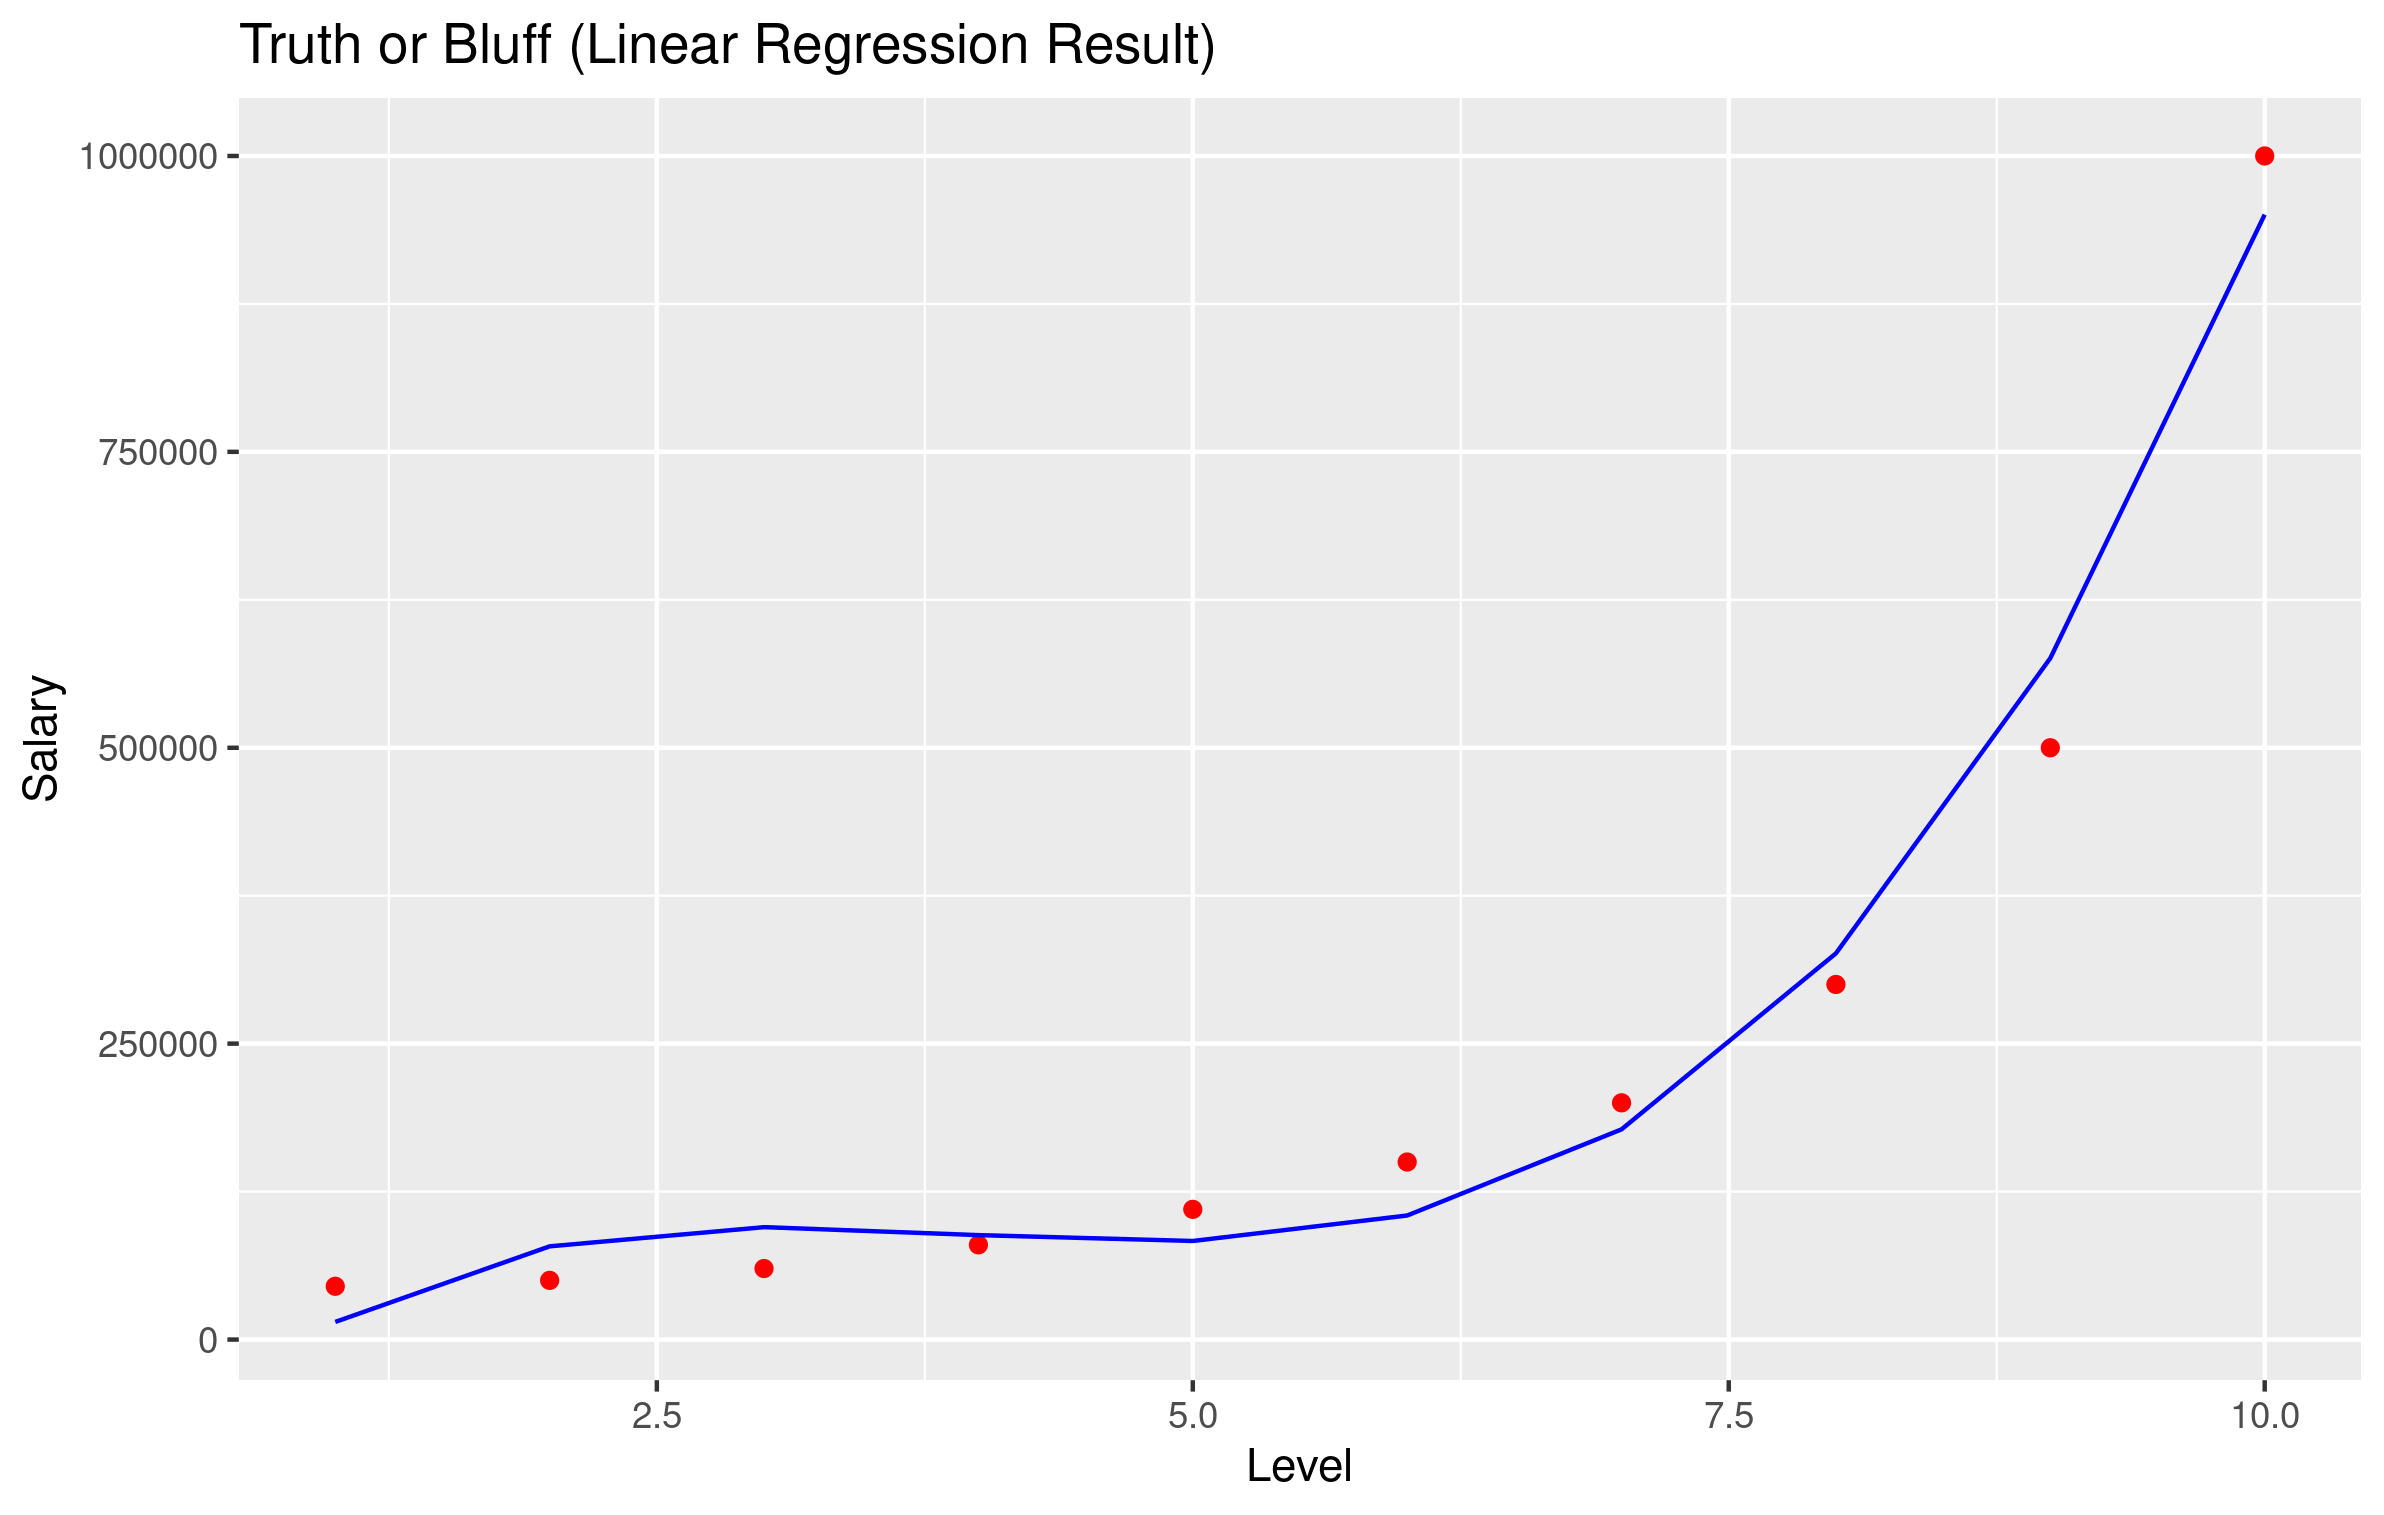 Truth or Bluff (Linear Regression Result)
1000000
750000
500000
250000
0
Salary
2.5 5.0 7.5 10.0
Level